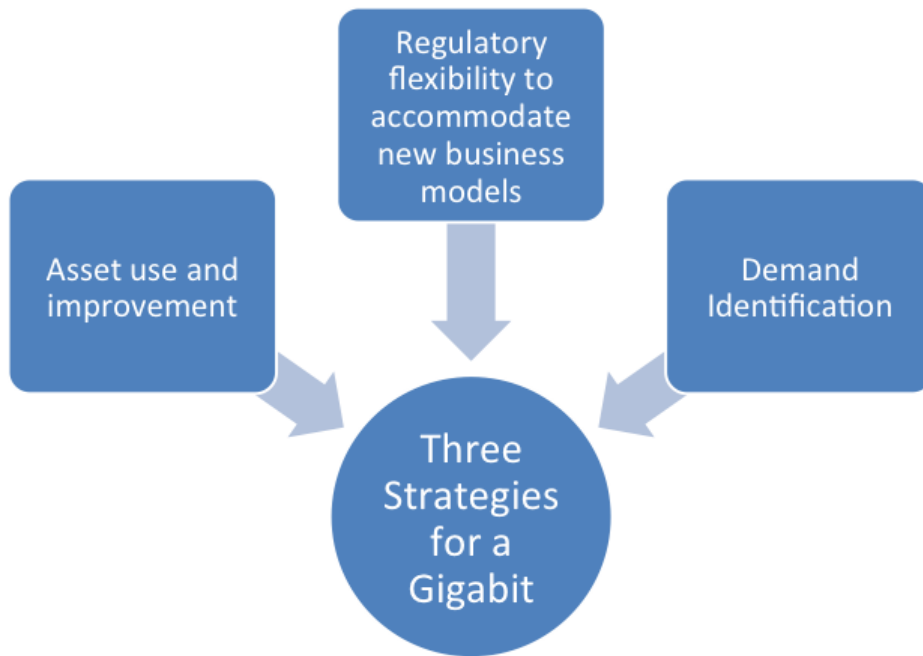 Regulatory
flexibility to
accommodate
new business
models
Asset use and
improvement
Demand
Identification
Three
Strategies
for a
Gigabit